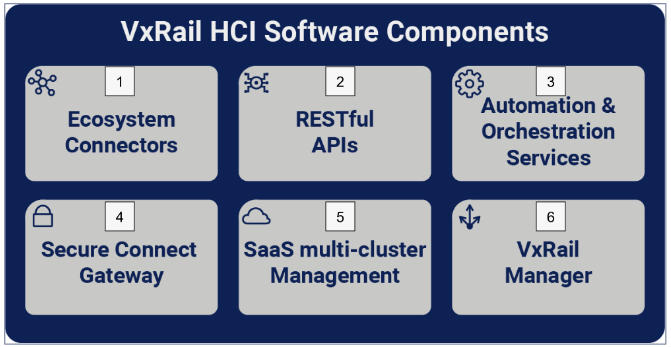 VxRail HCI Software Components
1
Ecosystem
Connectors
2
RESTful
APIs
3
Automation &
Orchestration
Services
4
Secure Connect
Gateway
5
SaaS multi-cluster
Management
6
VxRail
Manager